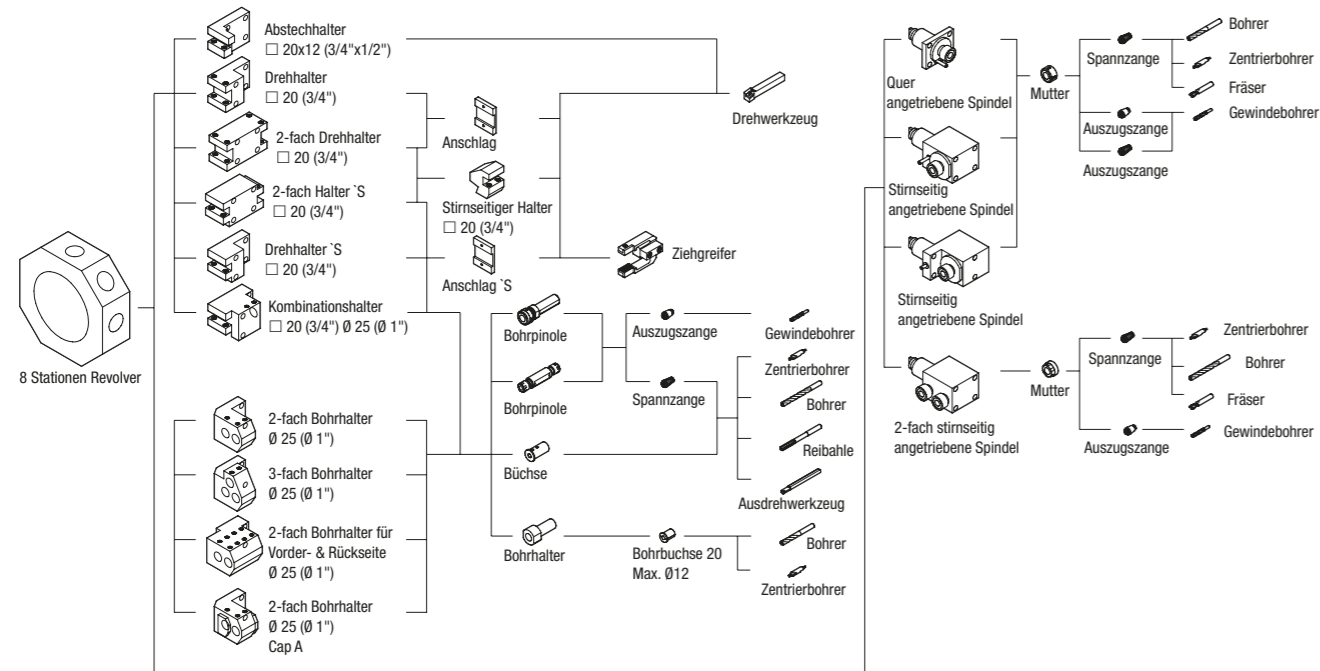 Abstechhalter
□ 20x12 (3/4"x1/2")
Drehhalter
□ 20 (3/4")
2-fach Drehhalter
□ 20 (3/4")
2-fach Halter `S
□ 20 (3/4")
Drehhalter `S
□ 20 (3/4")
Kombinationshalter
□ 20 (3/4") Ø 25 (Ø 1")
8 Stationen Revolver
2-fach Bohrhalter
Ø 25 (Ø 1")
3-fach Bohrhalter
Ø 25 (Ø 1")
2-fach Bohrhalter für
Vorder- & Rückseite
Ø 25 (Ø 1")
2-fach Bohrhalter
Ø 25 (Ø 1")
Cap A
Anschlag
Stirnseitiger Halter
□ 20 (3/4")
Anschlag `S
Drehwerkzeug
Ziehgreifer
Bohrpinole
Bohrpinole
Büchse
Bohrhalter
Auszugszange
Spannzange
Bohrbuchse 20
Max. Ø12
Gewindebohrer
Zentrierbohrer
Bohrer
Reibahle
Ausdrehwerkzeug
Bohrer
Zentrierbohrer
Quer
angetriebene Spindel
Stirnseitig
angetriebene Spindel
Stirnseitig
angetriebene Spindel
2-fach stirnseitig
angetriebene Spindel
Mutter
Spannzange
Auszugszange
Auszugszange
Bohrer
Zentrierbohrer
Fräser
Gewindebohrer
Mutter
Spannzange
Auszugszange
Zentrierbohrer
Bohrer
Fräser
Gewindebohrer